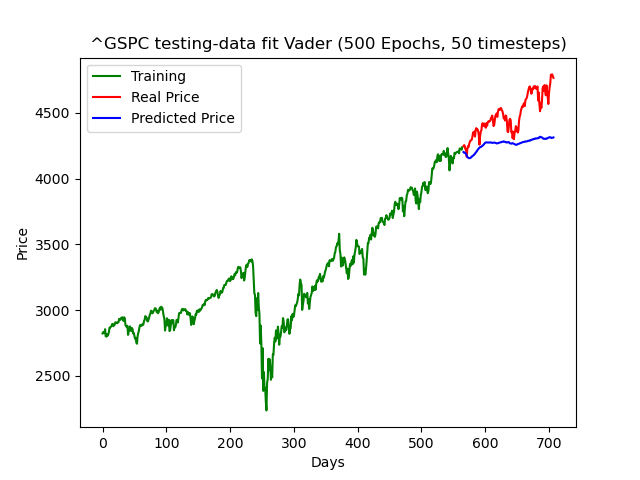 ^GSPC testing-data fit Vader (500 Epochs, 50 timesteps)
Training
Real Price
Predicted Price
4500
4000
3500
3000
2500
Price
0 100 200 300 400 500 600 700
Days